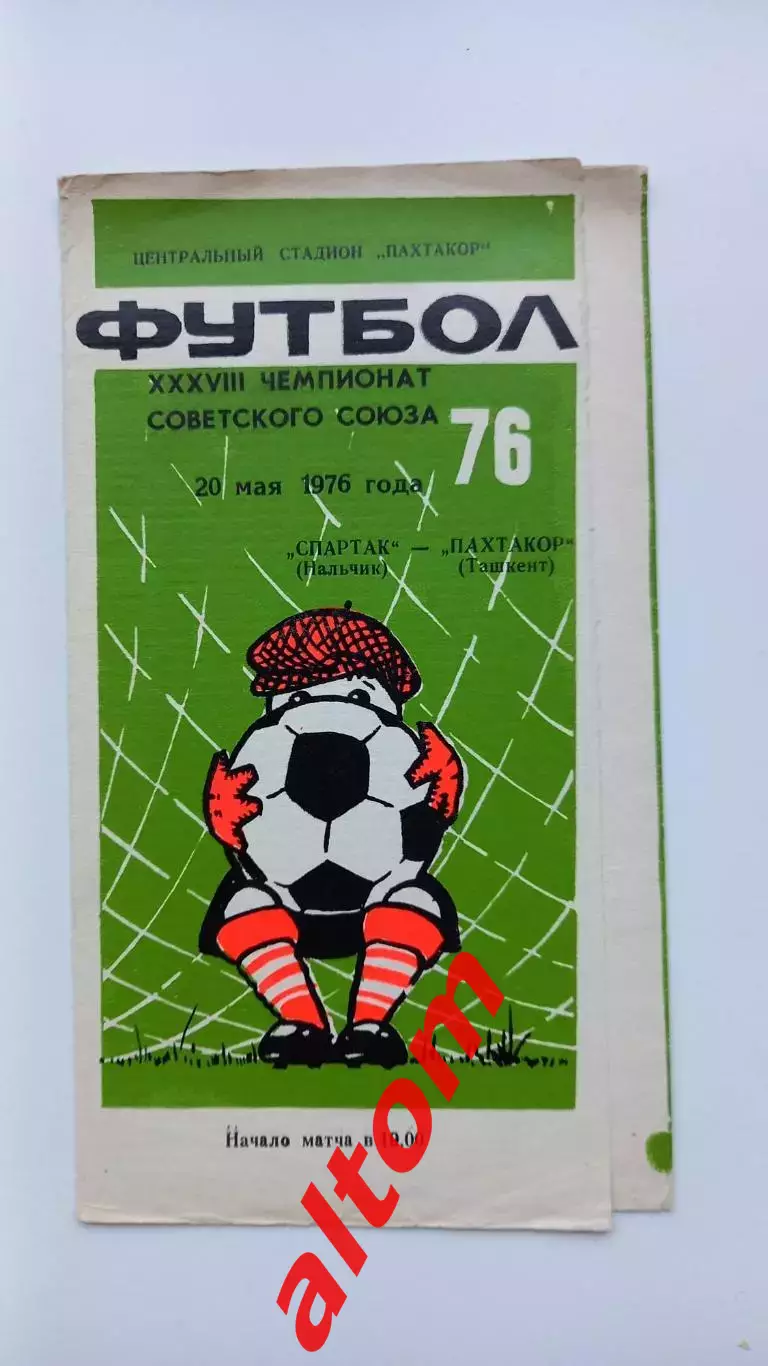 ЦЕНТРАЛЬНЫЙ СТАДИОН „ПАХТАКОР"
ФУТБОЛ
XXXVIII ЧЕМПИОНАТ
СОВЕТСКОГО СОЮЗА 76
20 мая 1976 года
„СПАРТАК" — „ПАХТАКОР"
(Нальчик) (Ташкент)
Начало матча в 19.00
altom